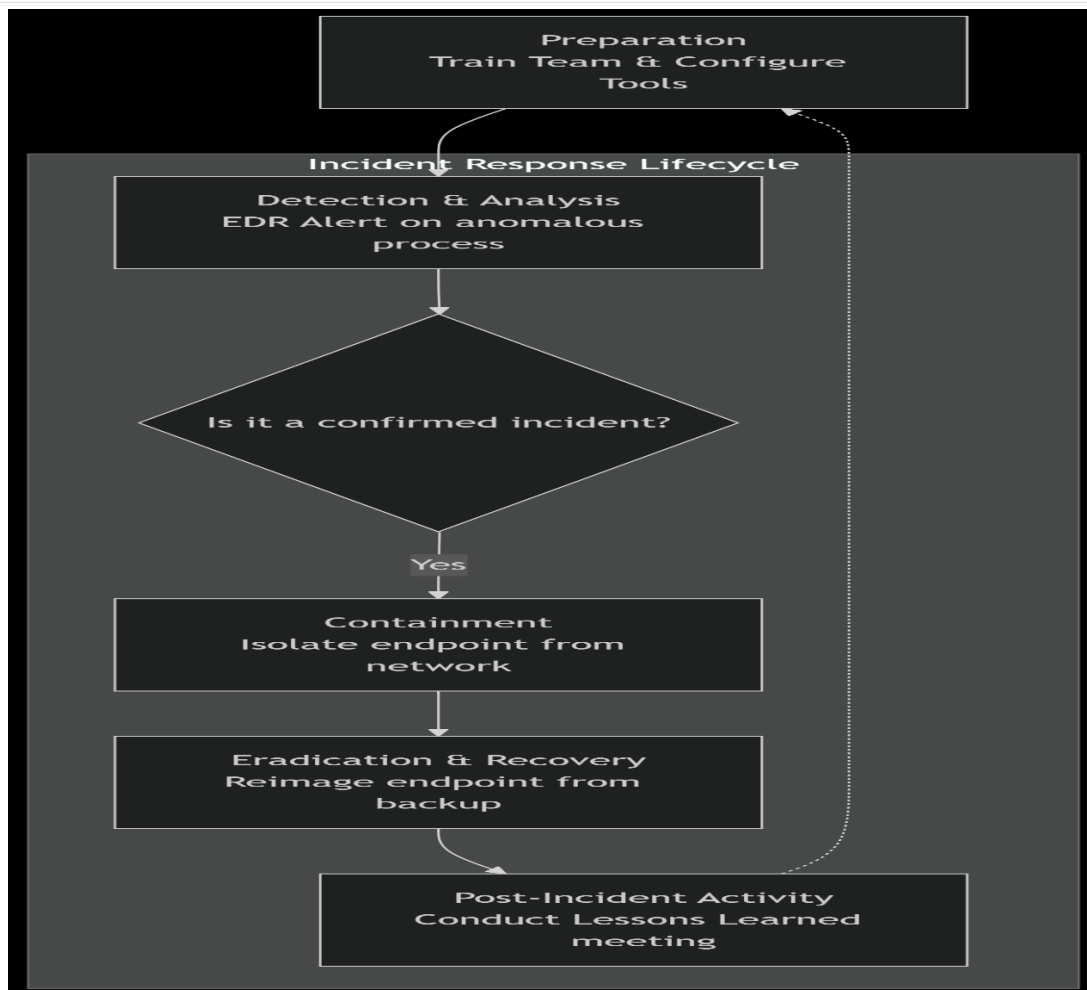 Preparation
Train Team & Configure
Tools
Incident Response Lifecycle
Detection & Analysis
EDR Alert on anomalous
process
Is it a confirmed incident?
Yes
Containment
Isolate endpoint from
network
Eradication & Recovery
Reimage endpoint from
backup
Post-Incident Activity
Conduct Lessons Learned
meeting